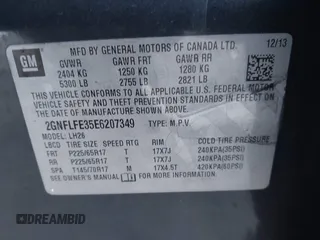 GM
MFD BY GENERAL MOTORS OF CANADA LTD.
12/13
GVWR GAWR FRT GAWR RR
2404 KG 1250 KG 1280 KG
5300 LB 2755 LB 2821 LB
THIS VEHICLE CONFORMS TO ALL APPLICABLE U.S. FEDERAL
MOTOR VEHICLE SAFETY, BUMPER, AND THEFT PREVENTION
STANDARDS IN EFFECT ON THE DATE OF MANUFACTURE SHOWN ABOVE.
2GNFLFE35E6207349 TYPE: M.P.V.
MODEL: LH26
LBCD TIRE SIZE SPEED RTG RIM COLD TIRE PRESSURE
FRT P225/65R17 T 17X7J 240KPA(35PSI)
RR P225/65R17 T 17X7J 240KPA(35PSI)
SPA T145/70R17 M 17X4.5T 420KPA(60PSI)
SEE OWNER'S MANUAL
DREAMBID